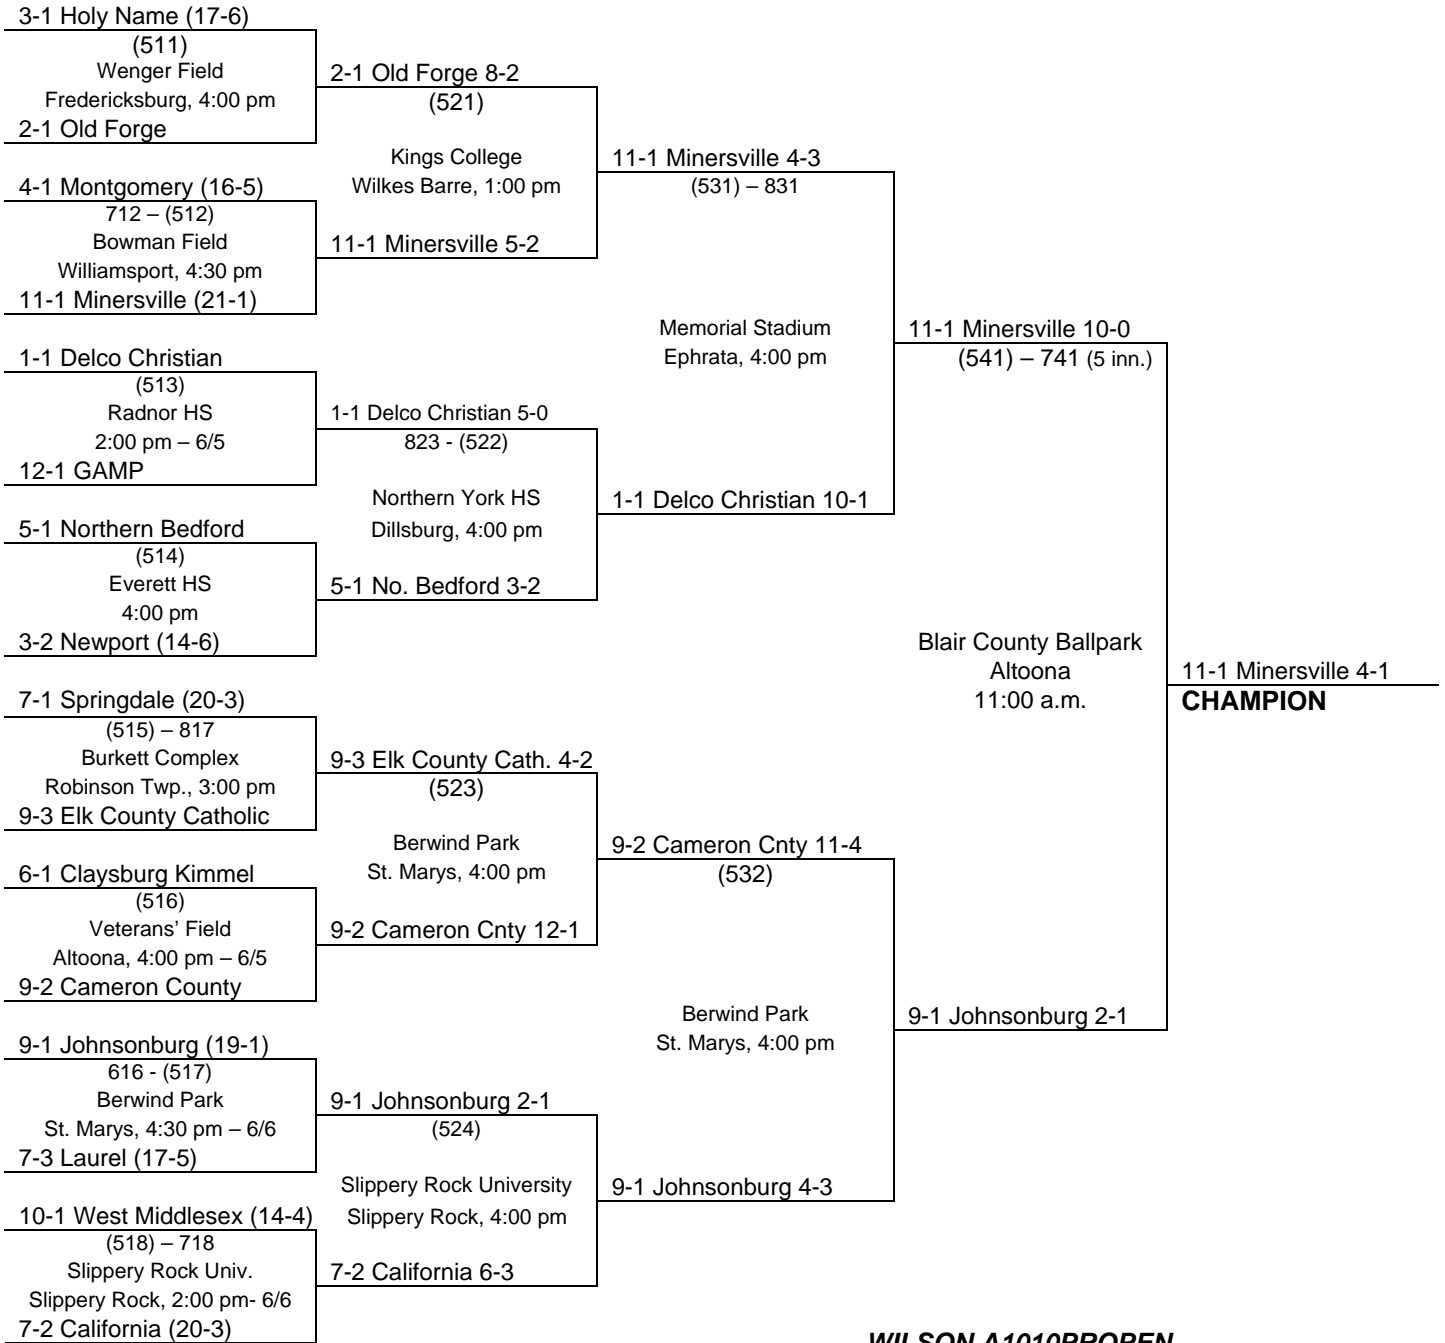 3-1 Holy Name (17-6)
(511)
Wenger Field
Fredericksburg, 4:00 pm
2-1 Old Forge
4-1 Montgomery (16-5)
712 – (512)
Bowman Field
Williamsport, 4:30 pm
11-1 Minersville (21-1)
1-1 Delco Christian
(513)
Radnor HS
2:00 pm – 6/5
12-1 GAMP
5-1 Northern Bedford
(514)
Everett HS
4:00 pm
3-2 Newport (14-6)
7-1 Springdale (20-3)
(515) – 817
Burkett Complex
Robinson Twp., 3:00 pm
9-3 Elk County Catholic
6-1 Claysburg Kimmel
(516)
Veterans’ Field
Altoona, 4:00 pm – 6/5
9-2 Cameron County
9-1 Johnsonburg (19-1)
616 - (517)
Berwind Park
St. Marys, 4:30 pm – 6/6
7-3 Laurel (17-5)
10-1 West Middlesex (14-4)
(518) – 718
Slippery Rock Univ.
Slippery Rock, 2:00 pm- 6/6
7-2 California (20-3)
2-1 Old Forge 8-2
(521)
Kings College
Wilkes Barre, 1:00 pm
11-1 Minersville 5-2
1-1 Delco Christian 5-0
823 - (522)
Northern York HS
Dillsburg, 4:00 pm
5-1 No. Bedford 3-2
9-3 Elk County Cath. 4-2
(523)
Berwind Park
St. Marys, 4:00 pm
9-2 Cameron Cnty 12-1
9-1 Johnsonburg 2-1
(524)
Slippery Rock University
Slippery Rock, 4:00 pm
7-2 California 6-3
11-1 Minersville 4-3
(531) – 831
Memorial Stadium
Ephrata, 4:00 pm
1-1 Delco Christian 10-1
9-2 Cameron Cnty 11-4
(532)
Berwind Park
St. Marys, 4:00 pm
9-1 Johnsonburg 4-3
11-1 Minersville 10-0
(541) – 741 (5 inn.)
Blair County Ballpark
Altoona
11:00 a.m.
9-1 Johnsonburg 2-1
11-1 Minersville 4-1
CHAMPION
WILSON A1010PROPEN